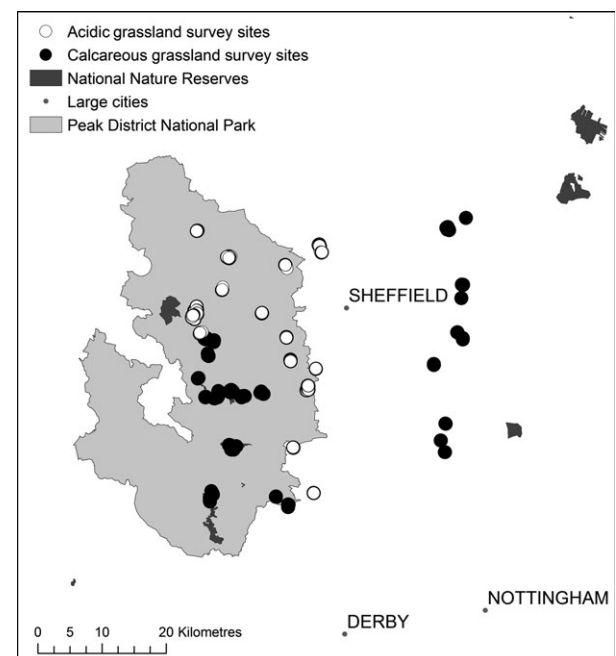 Acidic grassland survey sites
Calcareous grassland survey sites
National Nature Reserves
Large cities
Peak District National Park
SHEFFIELD
NOTTINGHAM
DERBY
0 5 10 20 Kilometres